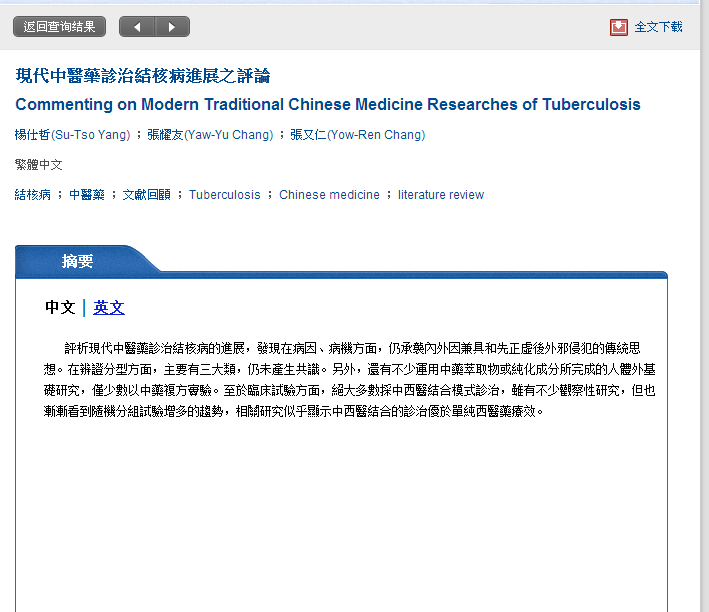 返回查询结果
全文下载
現代中醫藥診治結核病進展之評論
Commenting on Modern Traditional Chinese Medicine Researches of Tuberculosis
楊仕哲(Su-Tso Yang) ； 張耀友(Yaw-Yu Chang) ； 張又仁(Yow-Ren Chang)
繁體中文
結核病 ； 中醫藥 ； 文獻回顧 ； Tuberculosis ； Chinese medicine ； literature review
摘要
中文 | 英文
評析現代中醫藥診治結核病的進展，發現在病因、病機方面，仍承襲內外因兼具和先正虛後外邪侵犯的傳統思
想。在辨證分型方面，主要有三大類，仍未產生共識。另外，還有不少運用中藥萃取物或純化成分所完成的人體外基
礎研究，僅少數以中藥複方實驗。至於臨床試驗方面，絕大多數採中西醫結合模式診治，雖有不少觀察性研究，但也
漸漸看到隨機分組試驗增多的趨勢，相關研究似乎顯示中西醫結合的診治優於單純西醫藥療效。